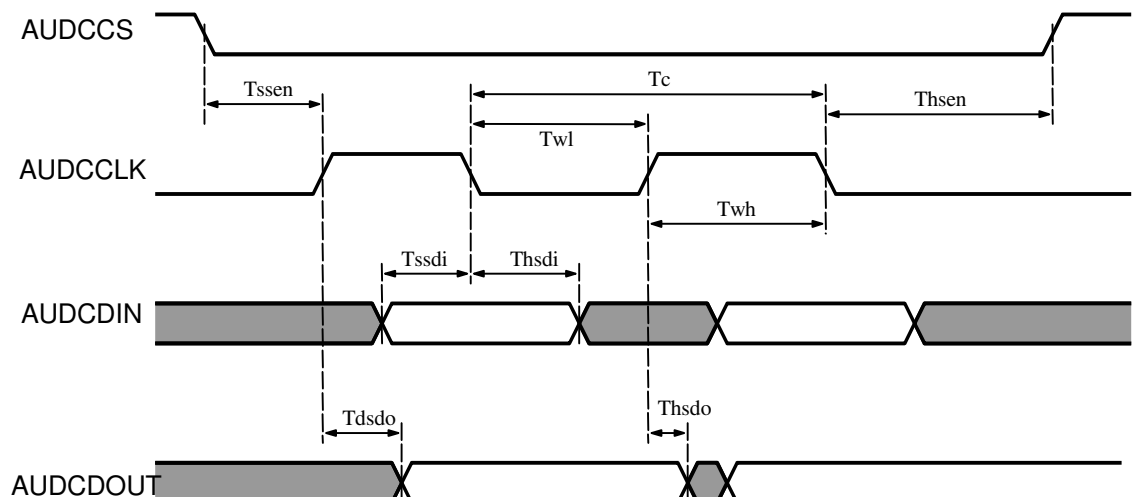 AUDCCS
Tssen
Tc
Thsen
Twl
AUDCCLK
Twh
Tssdi
Thsdi
AUDCDIN
Tdsdo
Thsdo
AUDCDOUT